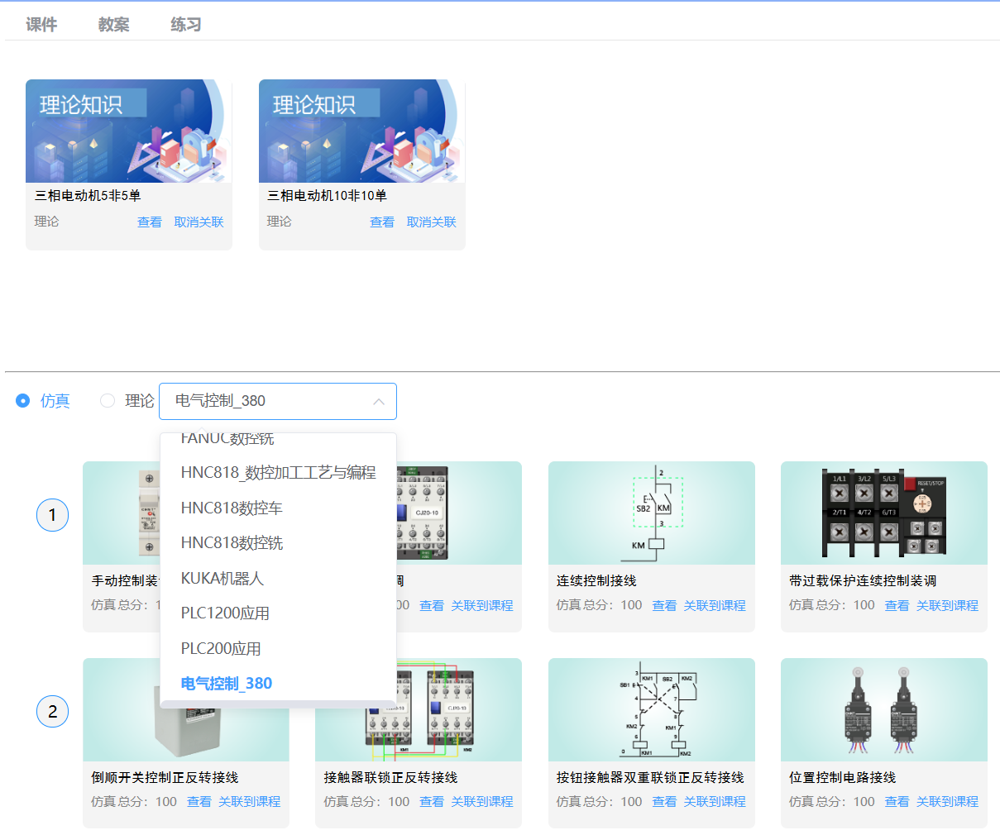 课件 教案 练习
理论知识 理论知识
三相电动机5非5单 三相电动机10非10单
理论 查看 取消关联 理论 查看 取消关联
仿真 理论 电气控制_380
FANUC数控铣
HNC818_数控加工工艺与编程
HNC818数控车
HNC818数控铣
KUKA机器人
PLC1200应用
PLC200应用
电气控制_380
1
CHNT
CJ20-10
2
SB2 KM
3
KM
1/L1 3/L2 5/L3 RESET/STOP
2/T1 4/T2 6/T3
手动控制装 调 连续控制接线 带过载保护连续控制装调
仿真 总分：1 00 查看 关联到课程 仿真 总分：100 查看 关联到课程 仿真 总分：100 查看 关联到课程
2
CJ20-10 CJ20-10
KM1 KM2
3
KM1 SB2 KM2
SB1
4 7
5 8
KM2 KM1
6 9
0 KM1 KM2
CHNT CHNT
倒顺开关控制正反转接线 接触器联锁正反转接线 按钮接触器双重联锁正反转接线 位置控制电路接线
仿真 总分：100 查看 关联到课程 仿真 总分：100 查看 关联到课程 仿真 总分：100 查看 关联到课程 仿真 总分：100 查看 关联到课程